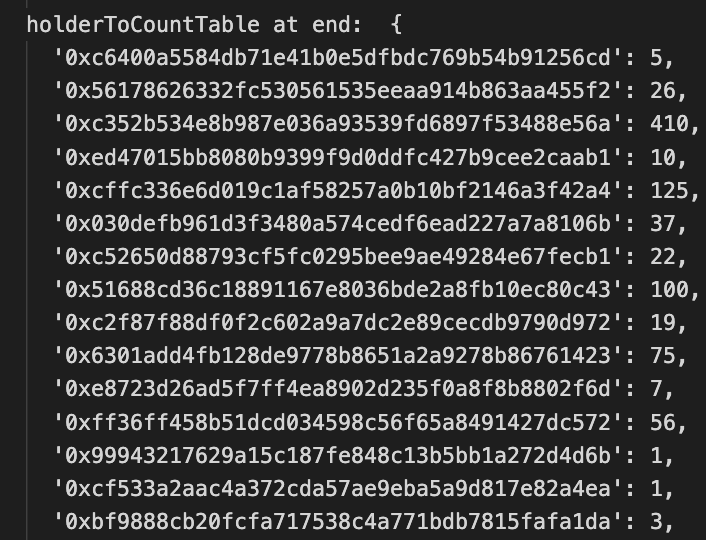 holderToCountTable at end:  {
  '0xc6400a5584db71e41b0e5dfbdc769b54b91256cd': 5,
  '0x56178626332fc530561535eeaa914b863aa455f2': 26,
  '0xc352b534e8b987e036a93539fd6897f53488e56a': 410,
  '0xed47015bb8080b9399f9d0ddfc427b9cee2caab1': 10,
  '0xcffc336e6d019c1af58257a0b10bf2146a3f42a4': 125,
  '0x030defb961d3f3480a574cedf6ead227a7a8106b': 37,
  '0xc52650d88793cf5fc0295bee9ae49284e67fecb1': 22,
  '0x51688cd36c18891167e8036bde2a8fb10ec80c43': 100,
  '0xc2f87f88df0f2c602a9a7dc2e89cecdb9790d972': 19,
  '0x6301add4fb128de9778b8651a2a9278b86761423': 75,
  '0xe8723d26ad5f7ff4ea8902d235f0a8f8b8802f6d': 7,
  '0xff36ff458b51dcd034598c56f65a8491427dc572': 56,
  '0x99943217629a15c187fe848c13b5bb1a272d4d6b': 1,
  '0xcf533a2aac4a372cda57ae9eba5a9d817e82a4ea': 1,
  '0xbf9888cb20fcfa717538c4a771bdb7815fafa1da': 3,